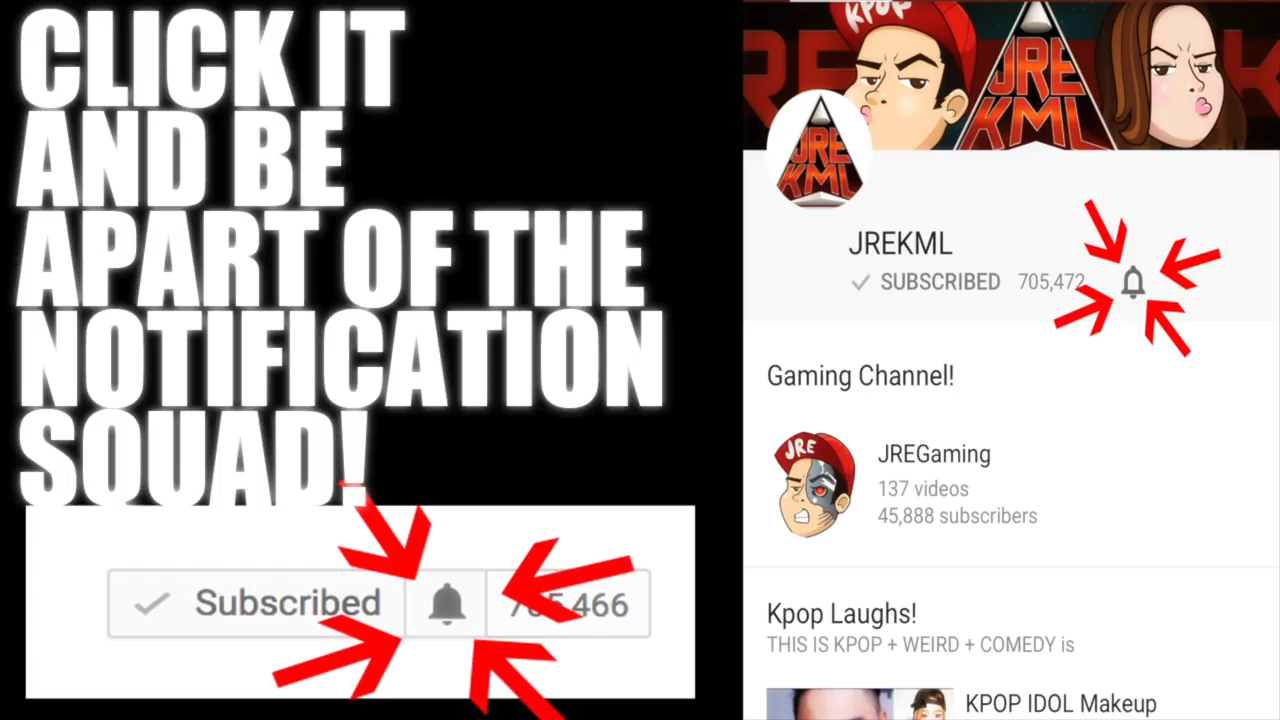 CLICK IT
AND BE
APART OF THE
NOTIFICATION
SQUAD!
Subscribed
705,466
KPOP
JRE
KML
JRE
KML
JREKML
SUBSCRIBED 705,472
Gaming Channel!
JRE
JREGaming
137 videos
45,888 subscribers
Kpop Laughs!
THIS IS KPOP + WEIRD + COMEDY is
KPOP IDOL Makeup